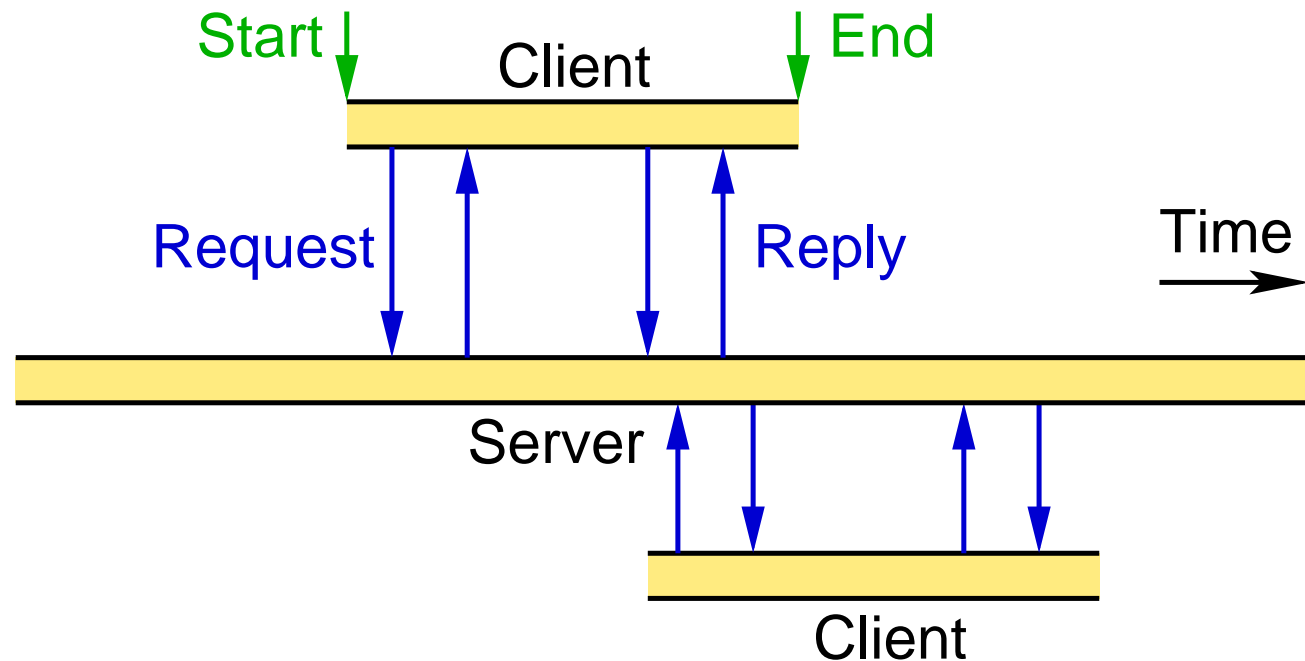 Start
End
Client
Request
Reply
Time
Server
Client